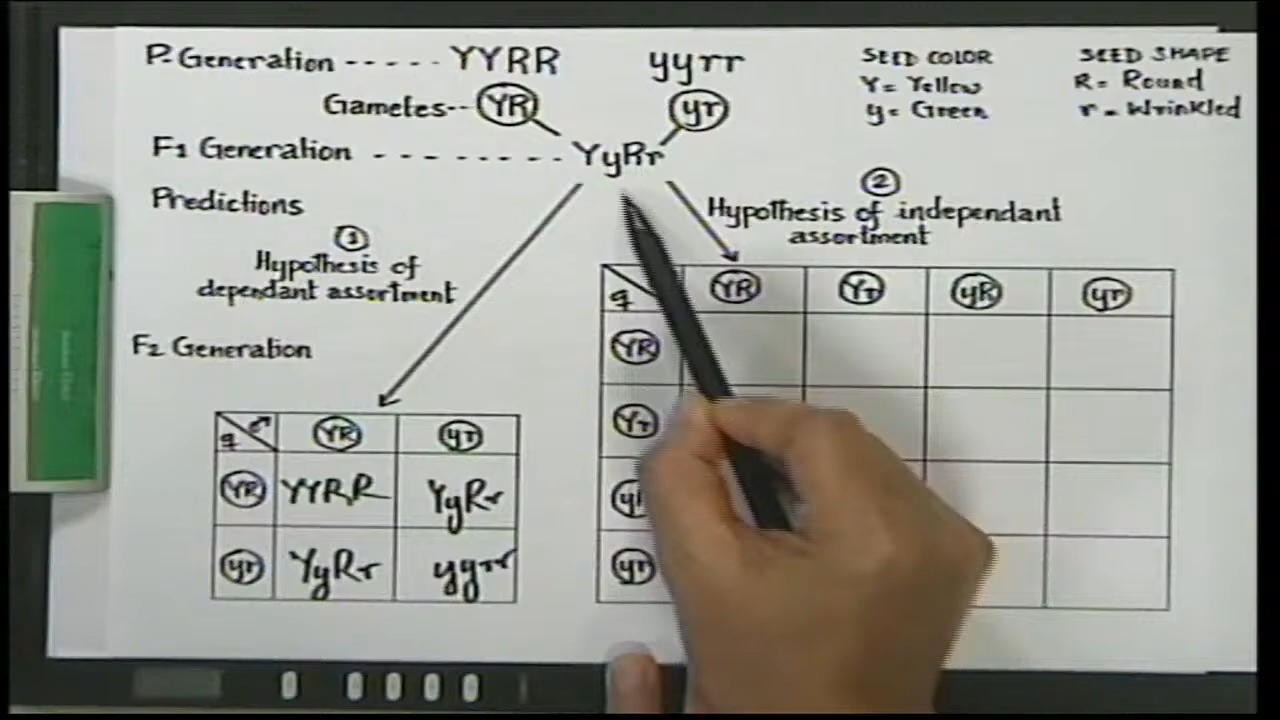 P-Generation ----- YYRR yyrr
Gametes-- YR yr
F1 Generation -------- YyRr
SEED COLOR
Y= Yellow
y= Green
SEED SHAPE
R= Round
r= Wrinkled
Predictions
1
Hypothesis of
dependant assortment
2
Hypothesis of independant
assortment
F2 Generation
♀ ♂ YR yr
YR YYRR YyRr
yr YyRr yyrr
♀ YR Yr yR yr
YR
Yr
yr